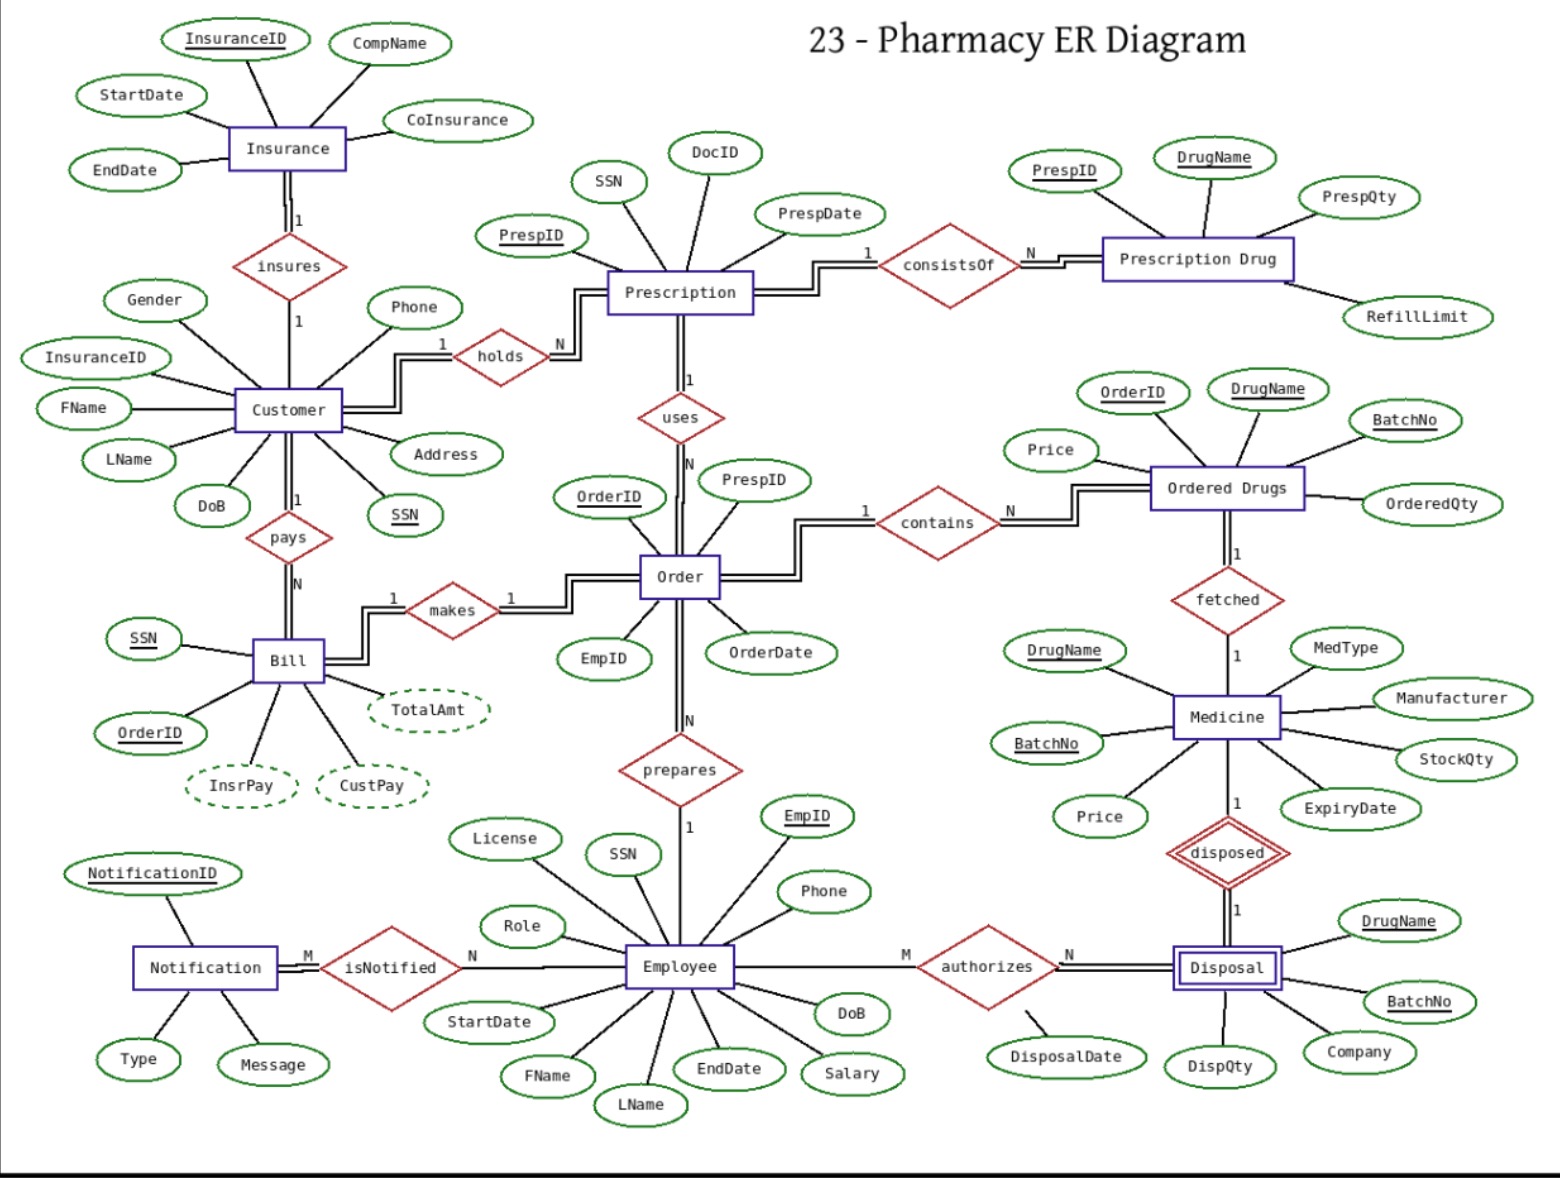 23 - Pharmacy ER Diagram
InsuranceID
CompName
StartDate
CoInsurance
EndDate
Insurance
1
insures
1
Gender
Phone
InsuranceID
FName
Customer
LName
Address
DoB
SSN
1
pays
N
1
holds
N
SSN
DocID
PrespID
PrespDate
Prescription
1
consistsOf
N
PrespID
DrugName
PrespQty
Prescription Drug
RefillLimit
1
uses
N
OrderID
PrespID
Order
EmpID
OrderDate
1
contains
N
OrderID
DrugName
BatchNo
Price
Ordered Drugs
OrderedQty
1
fetched
1
1
makes
1
SSN
Bill
OrderID
TotalAmt
InsrPay
CustPay
DrugName
MedType
Manufacturer
Medicine
BatchNo
StockQty
Price
ExpiryDate
1
disposed
1
N
prepares
1
NotificationID
Notification
Type
Message
M
isNotified
N
License
SSN
EmpID
Phone
Role
Employee
StartDate
DoB
FName
LName
EndDate
Salary
M
authorizes
N
DisposalDate
DrugName
Disposal
BatchNo
DispQty
Company